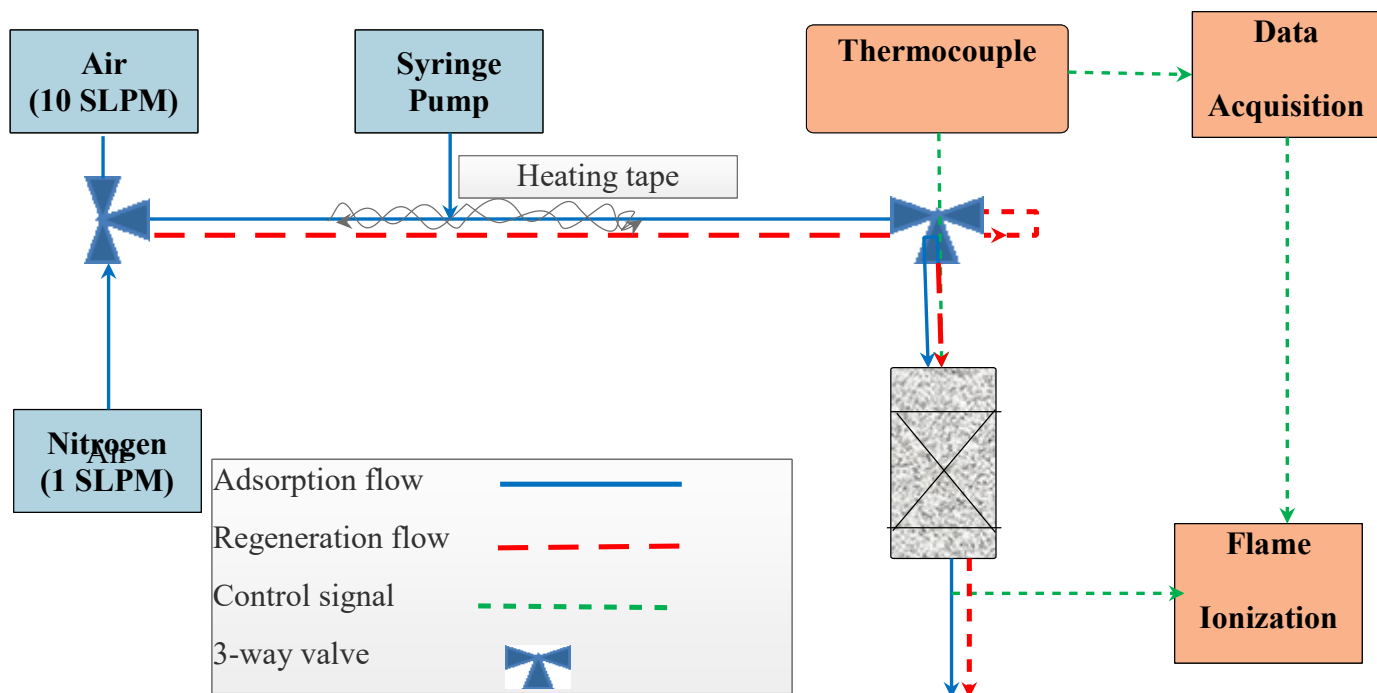 Air
(10 SLPM)
Syringe
Pump
Thermocouple
Data
Acquisition
Heating tape
Nitrogen
Air
(1 SLPM)
Adsorption flow
Regeneration flow
Control signal
3-way valve
Flame
Ionization